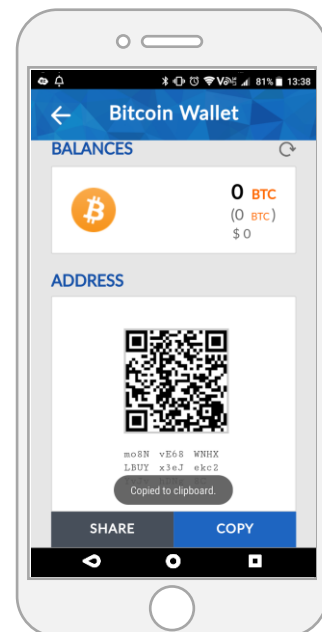 81% 13:38
Bitcoin Wallet
BALANCES
0 BTC
(0 BTC)
$ 0
ADDRESS
mo8N vE68 WNHX
LBUY x3eJ ekc2
Copied to clipboard.
SHARE COPY